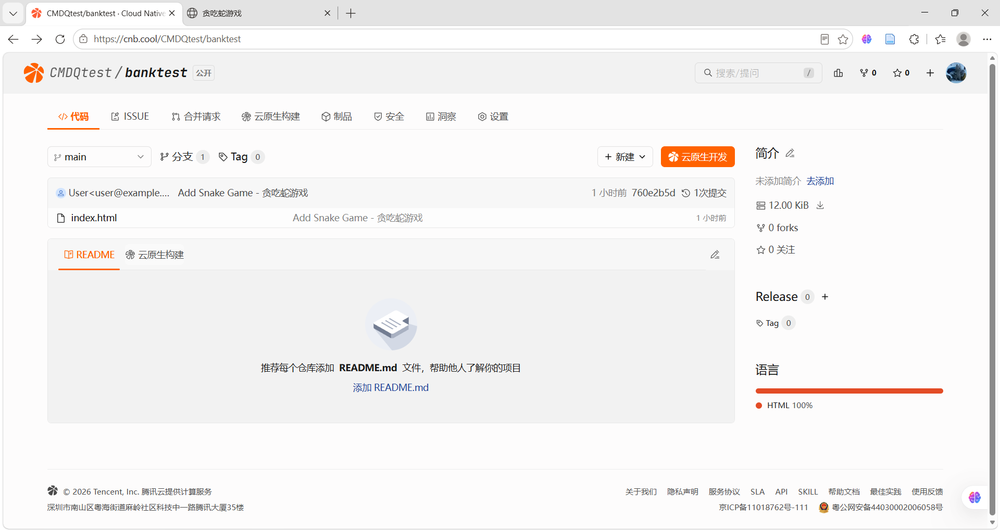 CMDQtest/banktest · Cloud Native
贪吃蛇游戏
https://cnb.cool/CMDQtest/banktest
CMDQtest / banktest 公开
搜索/提问 /
0
0
代码 ISSUE 合并请求 云原生构建 制品 安全 洞察 设置
main 分支 1 Tag 0
新建 云原生开发
User<user@example.... Add Snake Game - 贪吃蛇游戏 1 小时前 760e2b5d 1次提交
index.html Add Snake Game - 贪吃蛇游戏 1 小时前
README 云原生构建
推荐每个仓库添加 README.md 文件，帮助他人了解你的项目
添加 README.md
简介
未添加简介 去添加
12.00 KiB
0 forks
0 关注
Release 0 +
Tag 0
语言
HTML 100%
© 2026 Tencent, Inc. 腾讯云提供计算服务
深圳市南山区粤海街道麻岭社区科技中一路腾讯大厦35楼
关于我们 隐私声明 服务协议 SLA API SKILL 帮助文档 最佳实践 使用反馈
京ICP备11018762号-111 粤公网安备44030002006058号